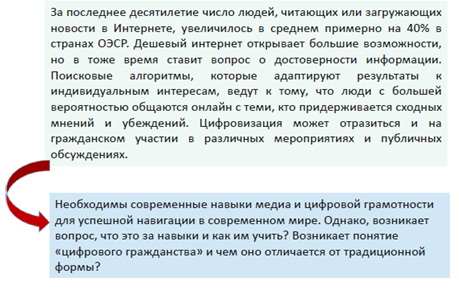 За последнее десятилетие число людей, читающих или загружающих
новости в Интернете, увеличилось в среднем примерно на 40% в
странах ОЭСР. Дешевый интернет открывает большие возможности,
но в тоже время ставит вопрос о достоверности информации.
Поисковые алгоритмы, которые адаптируют результаты к
индивидуальным интересам, ведут к тому, что люди с большей
вероятностью общаются онлайн с теми, кто придерживается сходных
мнений и убеждений. Цифровизация может отразиться и на
гражданском участии в различных мероприятиях и публичных
обсуждениях.
Необходимы современные навыки медиа и цифровой грамотности
для успешной навигации в современном мире. Однако, возникает
вопрос, что это за навыки и как им учить? Возникает понятие
«цифрового гражданства» и чем оно отличается от традиционной
формы?